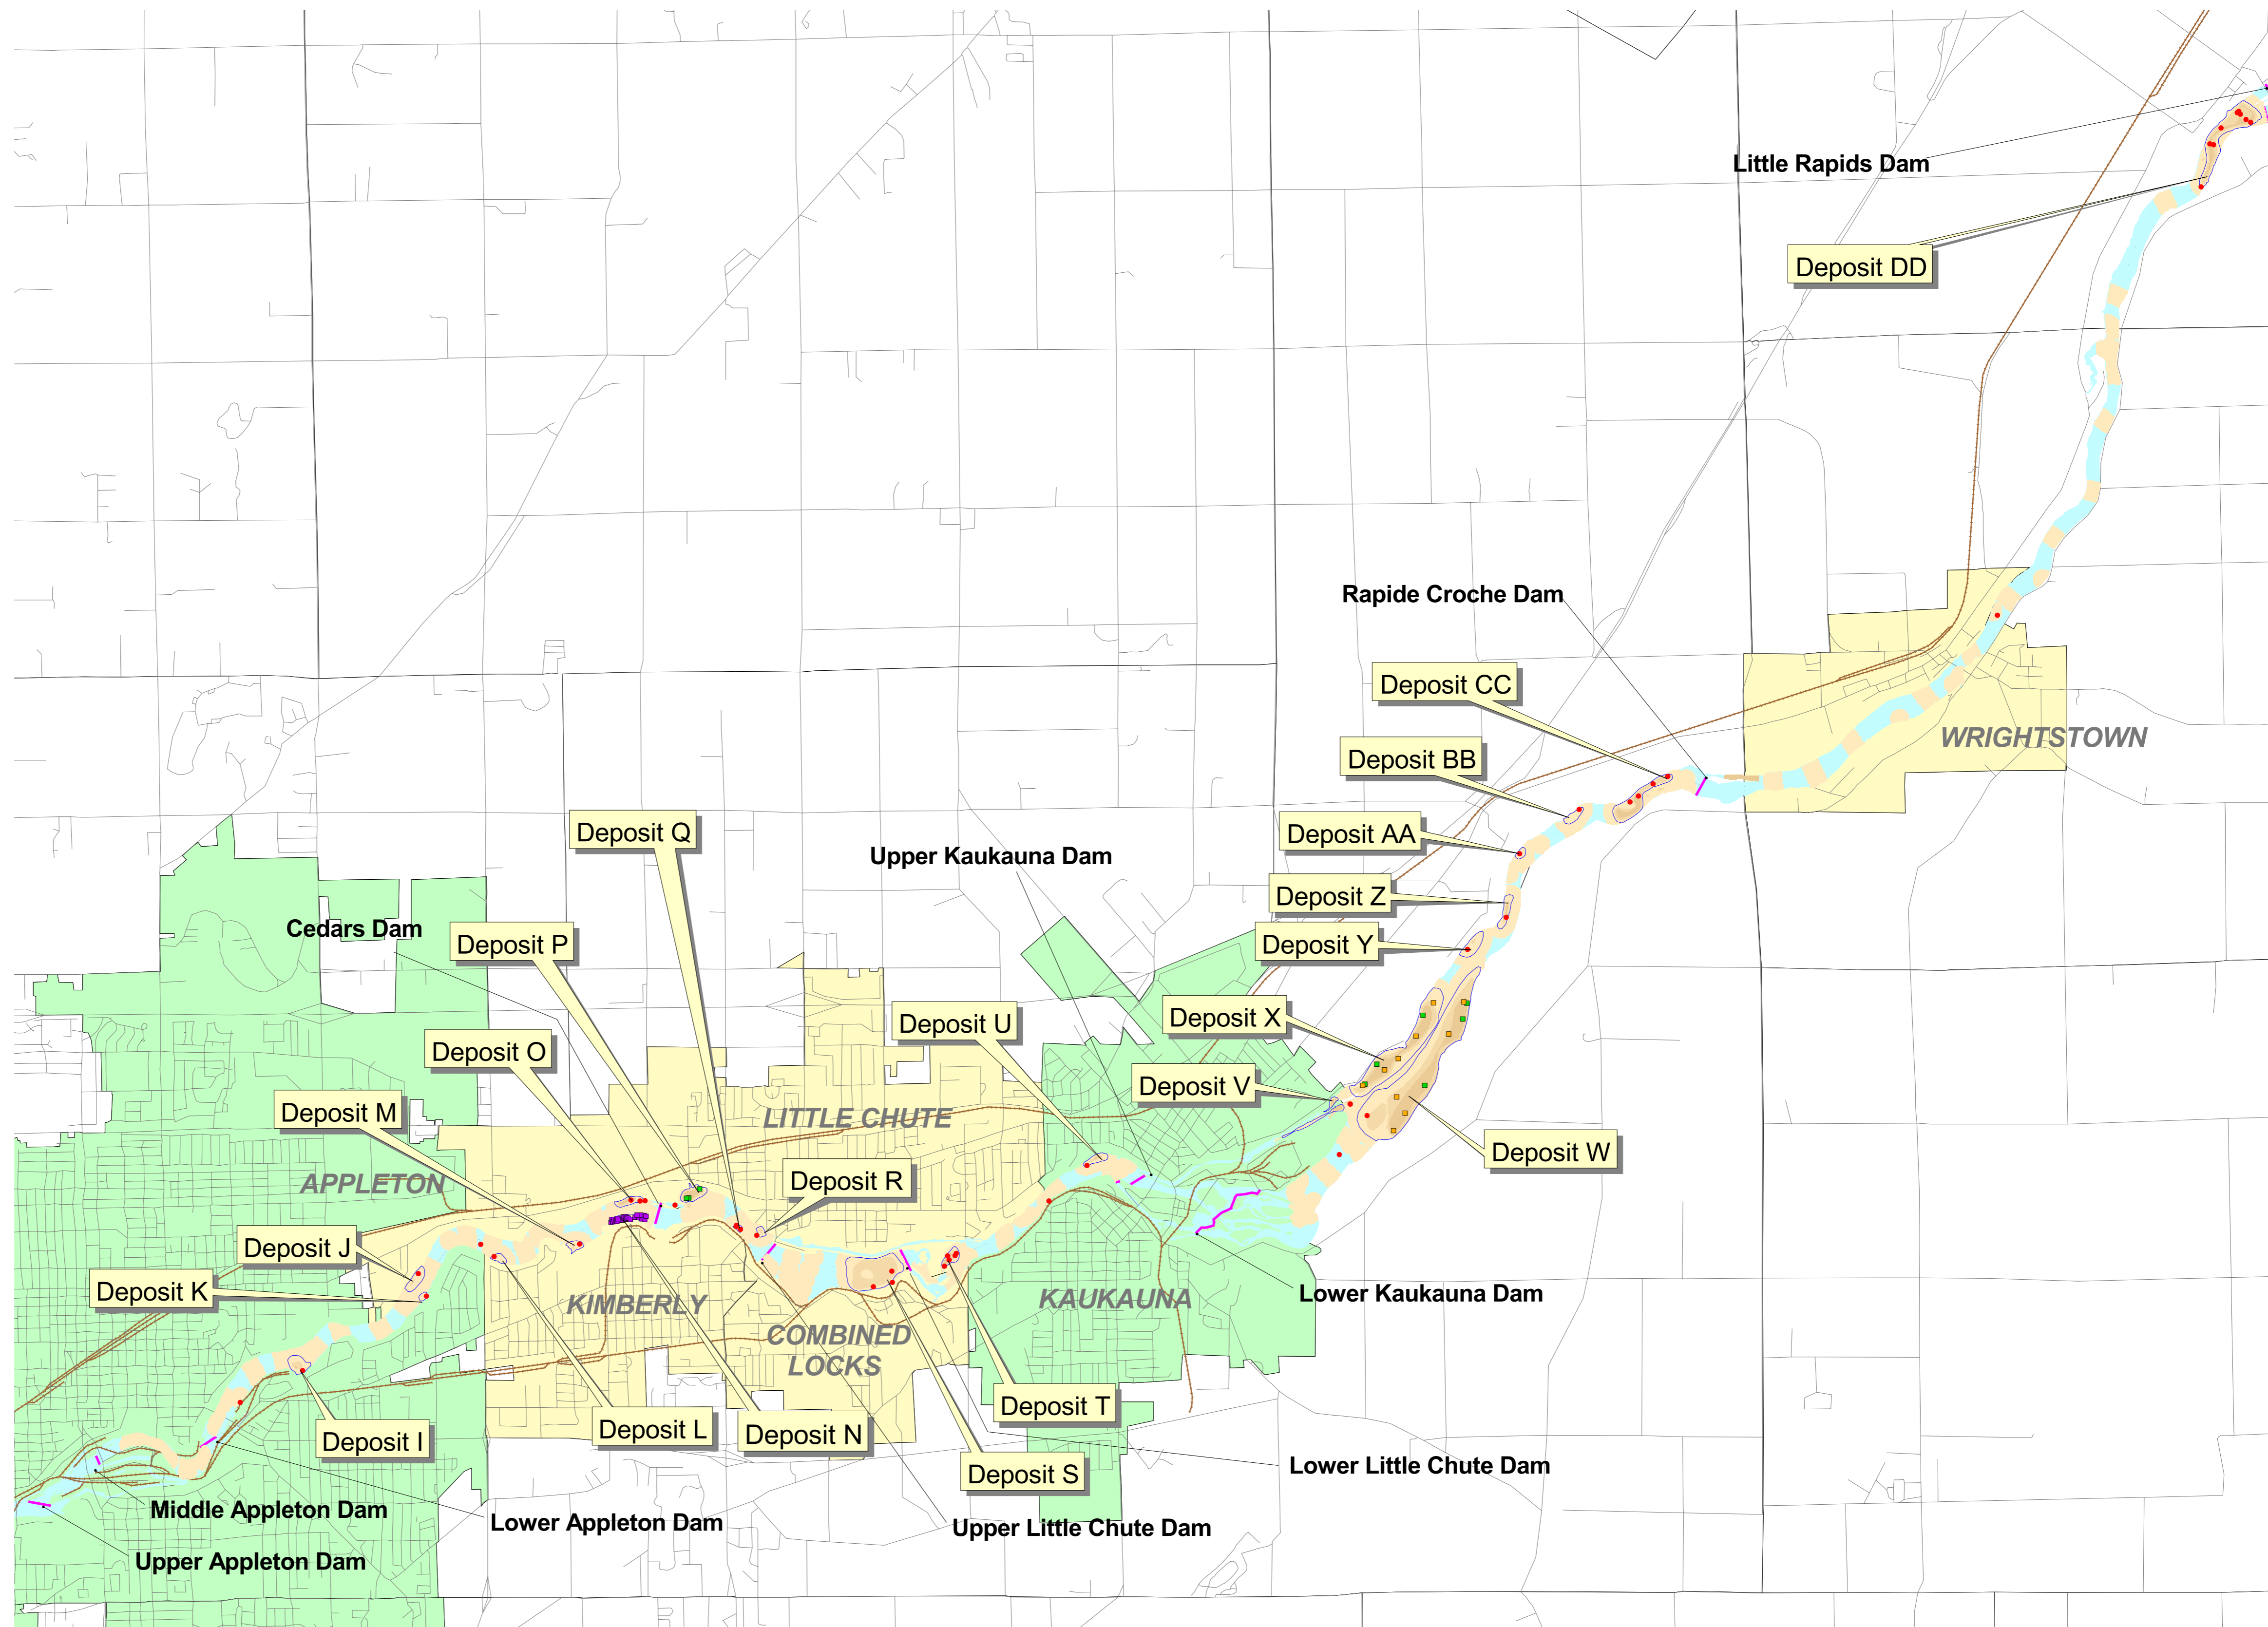 Little Rapids Dam
Deposit DD
Rapide Croche Dam
Deposit CC
WRIGHTSTOWN
Deposit BB
Deposit Q
Deposit AA
Upper Kaukauna Dam
Deposit Z
Cedars Dam
Deposit P
Deposit Y
Deposit X
Deposit U
Deposit O
Deposit V
Deposit M
LITTLE CHUTE
Deposit W
Deposit R
APPLETON
Deposit J
Deposit K
Lower Kaukauna Dam
KAUKAUNA
KIMBERLY
COMBINED
LOCKS
Deposit T
Deposit L
Deposit N
Deposit I
Lower Little Chute Dam
Deposit S
Middle Appleton Dam
Lower Appleton Dam
Upper Little Chute Dam
Upper Appleton Dam